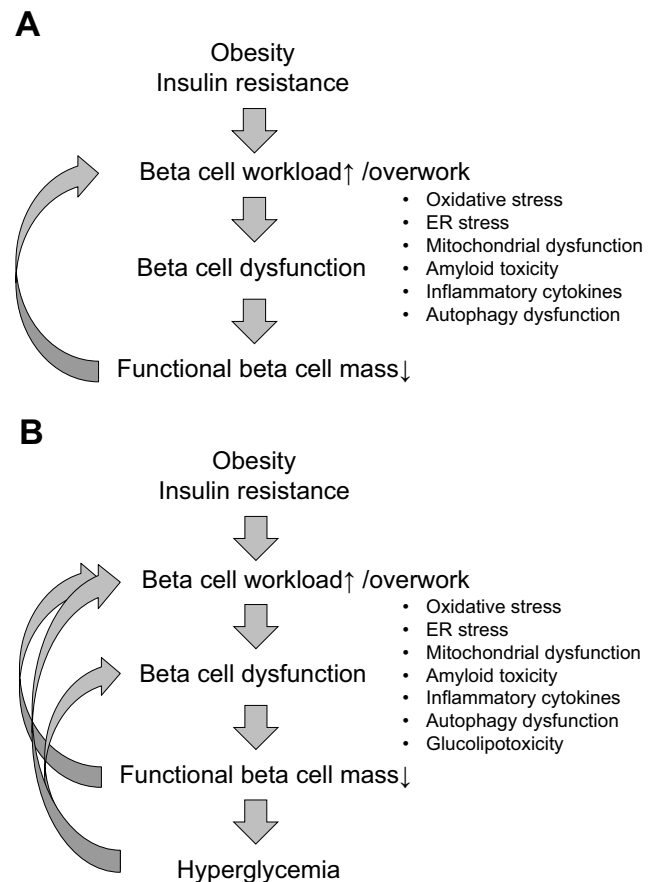 A
Obesity
Insulin resistance
Beta cell workload↑ /overwork
• Oxidative stress
• ER stress
• Mitochondrial dysfunction
• Amyloid toxicity
• Inflammatory cytokines
• Autophagy dysfunction
Beta cell dysfunction
Functional beta cell mass↓
B
Obesity
Insulin resistance
Beta cell workload↑ /overwork
• Oxidative stress
• ER stress
• Mitochondrial dysfunction
• Amyloid toxicity
• Inflammatory cytokines
• Autophagy dysfunction
• Glucolipotoxicity
Beta cell dysfunction
Functional beta cell mass↓
Hyperglycemia